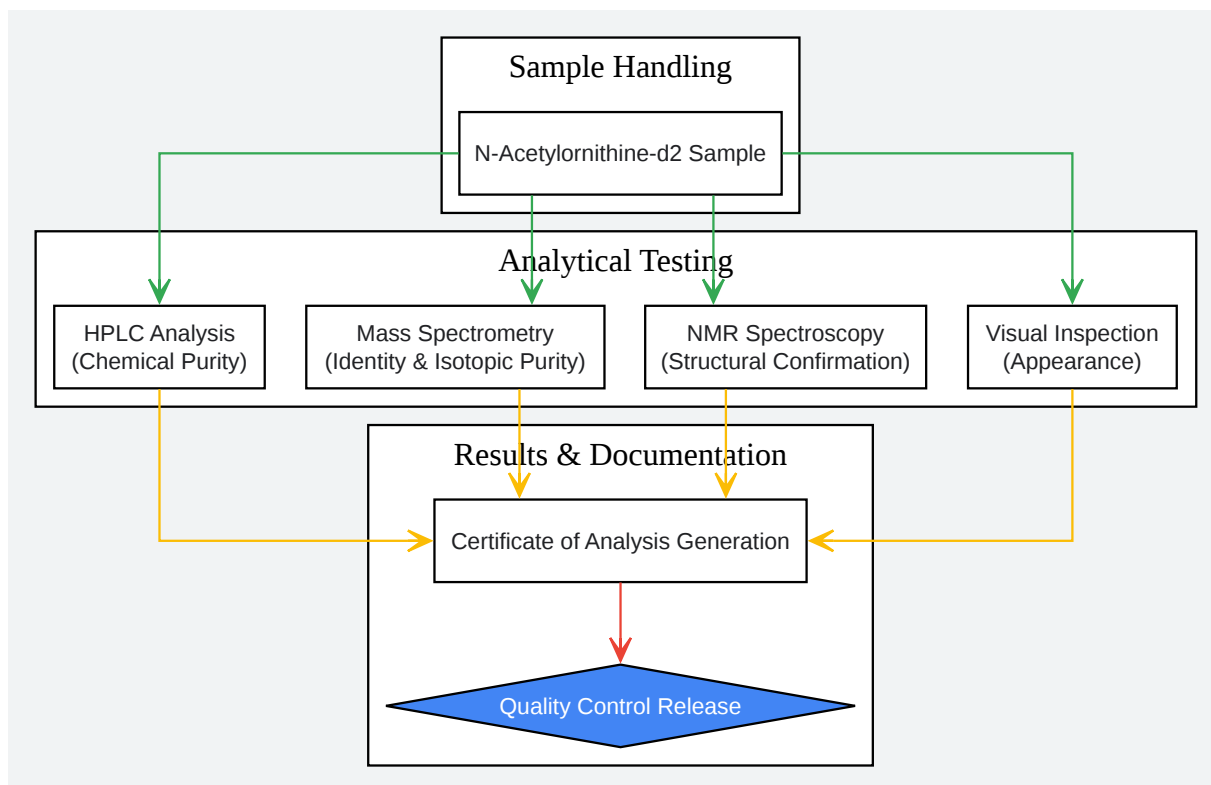 Sample Handling
N-Acetylornithine-d2 Sample
Analytical Testing
HPLC Analysis
(Chemical Purity)
Mass Spectrometry
(Identity & Isotopic Purity)
NMR Spectroscopy
(Structural Confirmation)
Visual Inspection
(Appearance)
Results & Documentation
Certificate of Analysis Generation
Quality Control Release